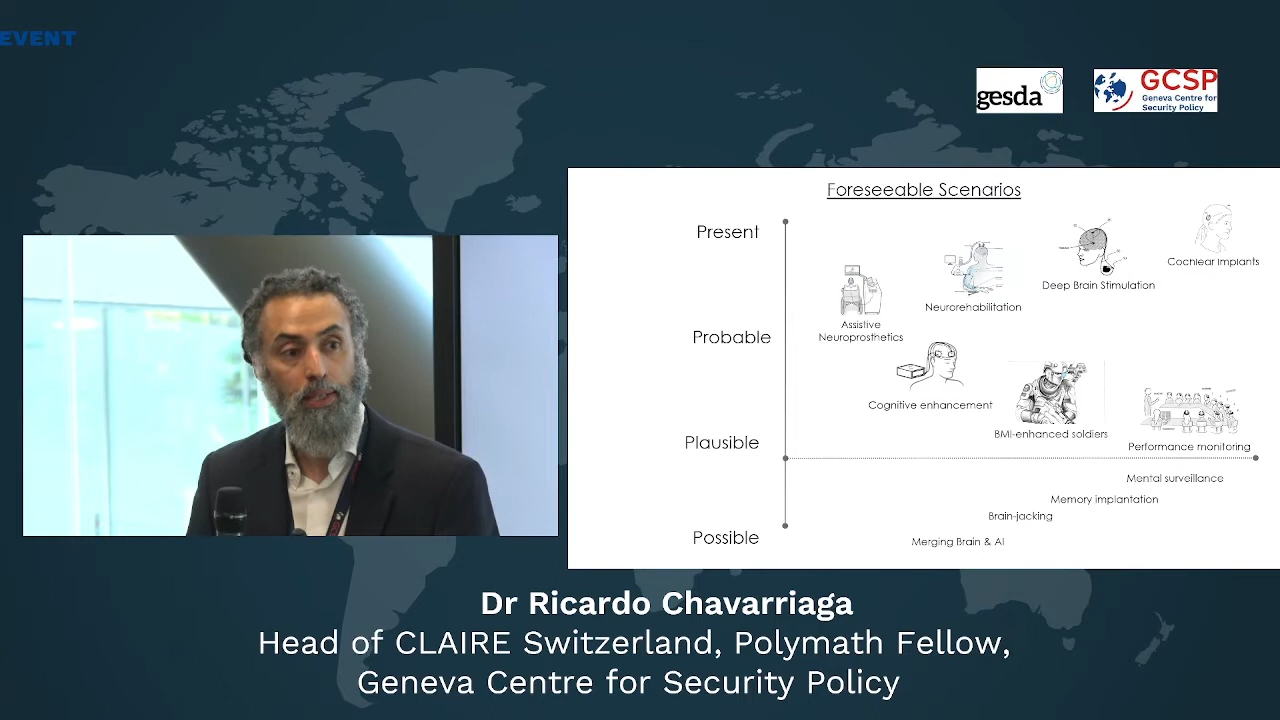 EVENT
gesda
GCSP
Geneva Centre for
Security Policy
Foreseeable Scenarios
Present
Cochlear Implants
Deep Brain Stimulation
Neurorehabilitation
Assistive
Neuroprosthetics
Probable
Cognitive enhancement
BMI-enhanced soldiers
Performance monitoring
Plausible
Mental surveillance
Memory implantation
Brain-jacking
Possible
Merging Brain & AI
Dr Ricardo Chavarriaga
Head of CLAIRE Switzerland, Polymath Fellow,
Geneva Centre for Security Policy